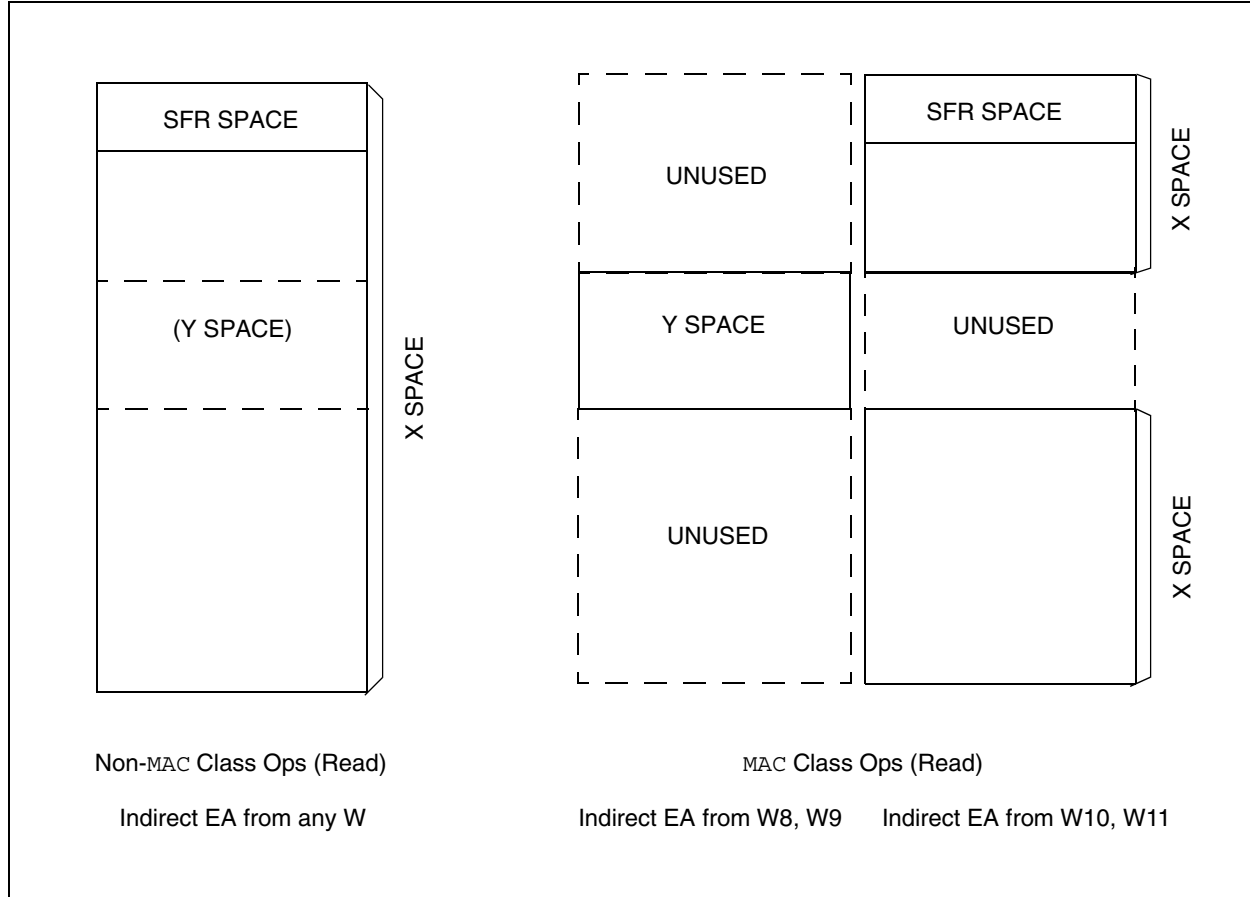 SFR SPACE
(Y SPACE)
X SPACE
Non-MAC Class Ops (Read)
Indirect EA from any W
UNUSED
Y SPACE
UNUSED
SFR SPACE
UNUSED
X SPACE
X SPACE
MAC Class Ops (Read)
Indirect EA from W8, W9
Indirect EA from W10, W11